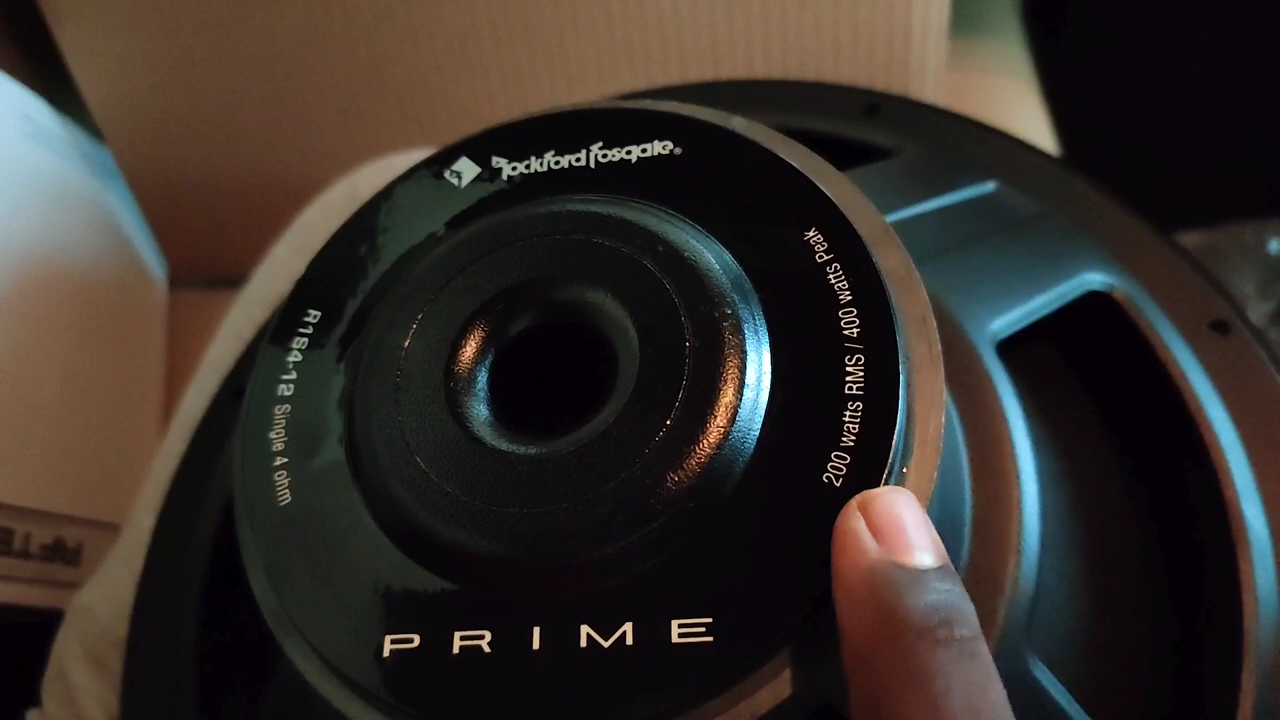 Rockford Fosgate®
200 watts RMS / 400 watts Peak
R1S4-12 Single 4 ohm
PRIME